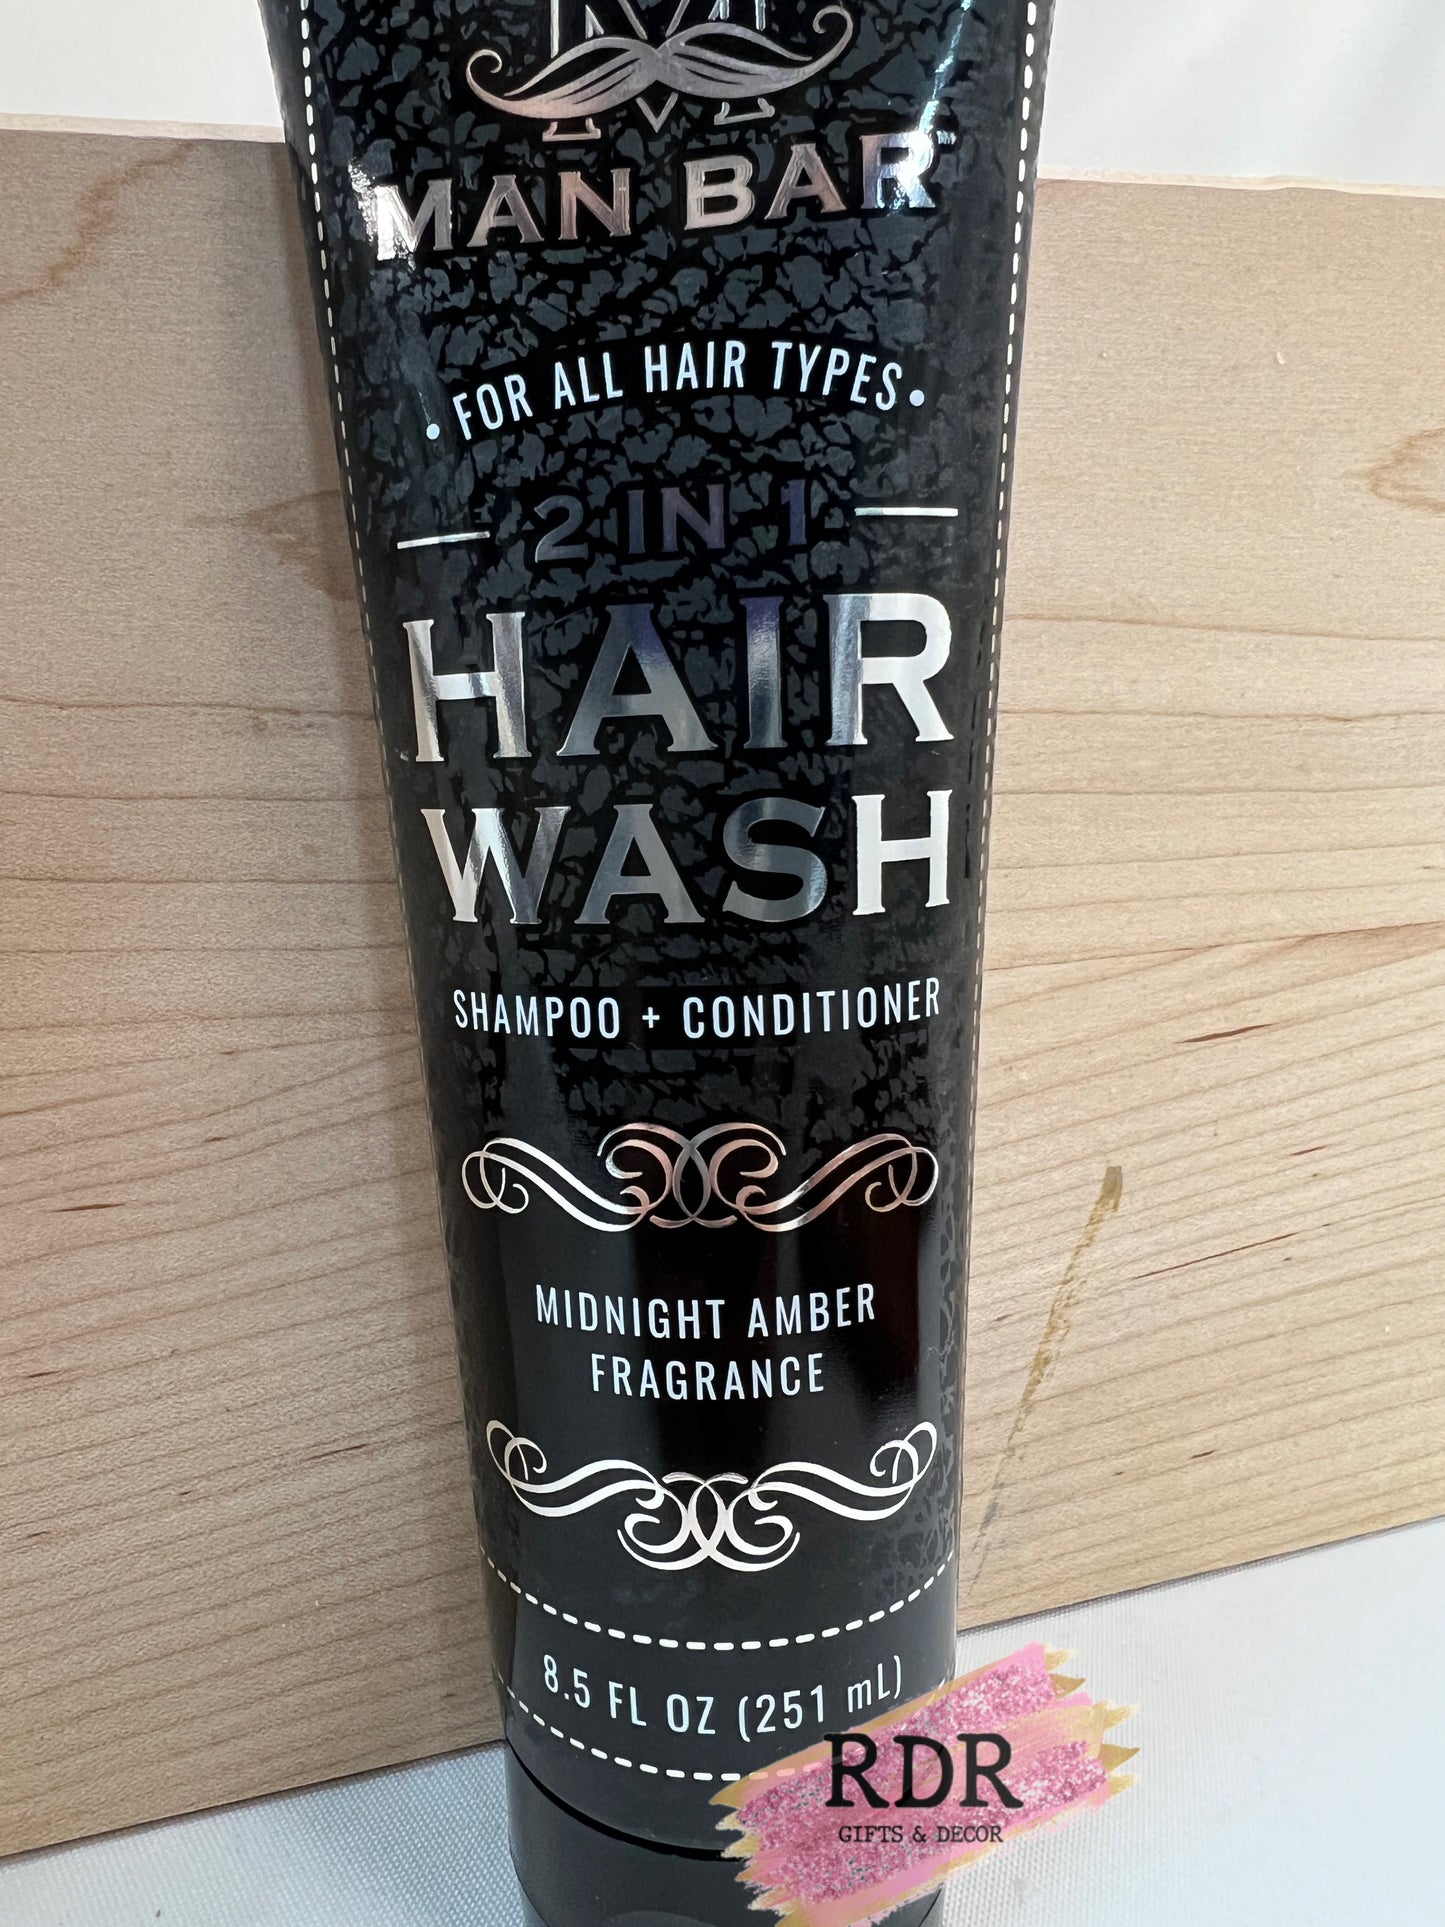 M
MAN BAR
• FOR ALL HAIR TYPES •
2 IN 1
HAIR
WASH
SHAMPOO + CONDITIONER
MIDNIGHT AMBER
FRAGRANCE
8.5 FL OZ (251 mL)
RDR
GIFTS & DECOR